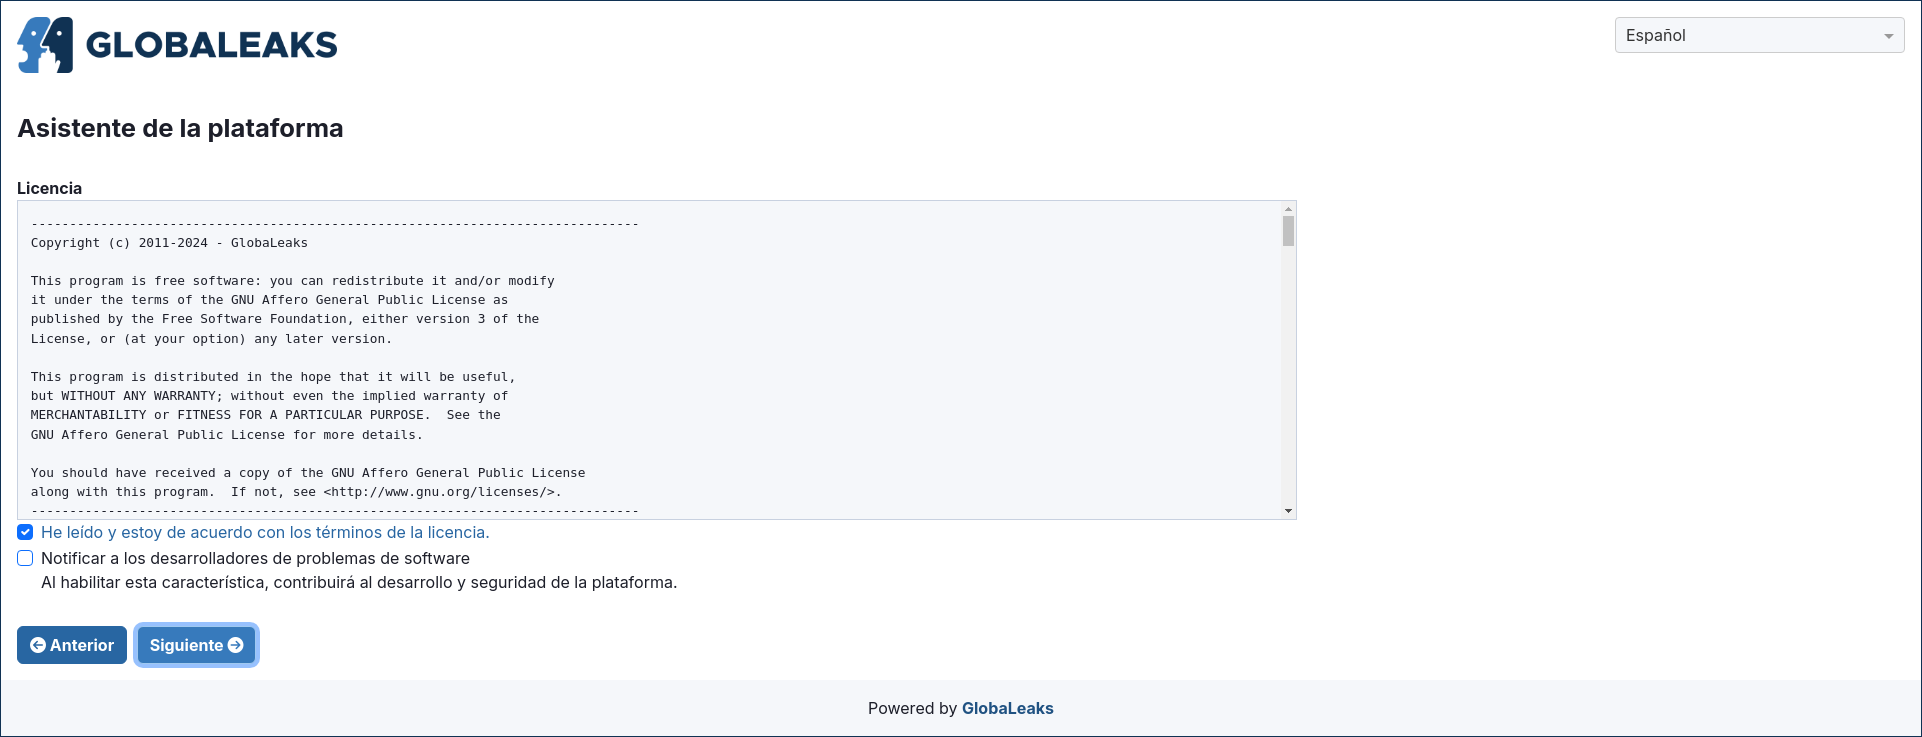 GLOBALEAKS
Español
Asistente de la plataforma
Licencia
-------------------------------------------------------------------------------
Copyright (c) 2011-2024 - GlobaLeaks
This program is free software: you can redistribute it and/or modify
it under the terms of the GNU Affero General Public License as
published by the Free Software Foundation, either version 3 of the
License, or (at your option) any later version.
This program is distributed in the hope that it will be useful,
but WITHOUT ANY WARRANTY; without even the implied warranty of
MERCHANTABILITY or FITNESS FOR A PARTICULAR PURPOSE.  See the
GNU Affero General Public License for more details.
You should have received a copy of the GNU Affero General Public License
along with this program.  If not, see <http://www.gnu.org/licenses/>.
-------------------------------------------------------------------------------
He leído y estoy de acuerdo con los términos de la licencia.
Notificar a los desarrolladores de problemas de software
Al habilitar esta característica, contribuirá al desarrollo y seguridad de la plataforma.
Anterior
Siguiente
Powered by GlobaLeaks